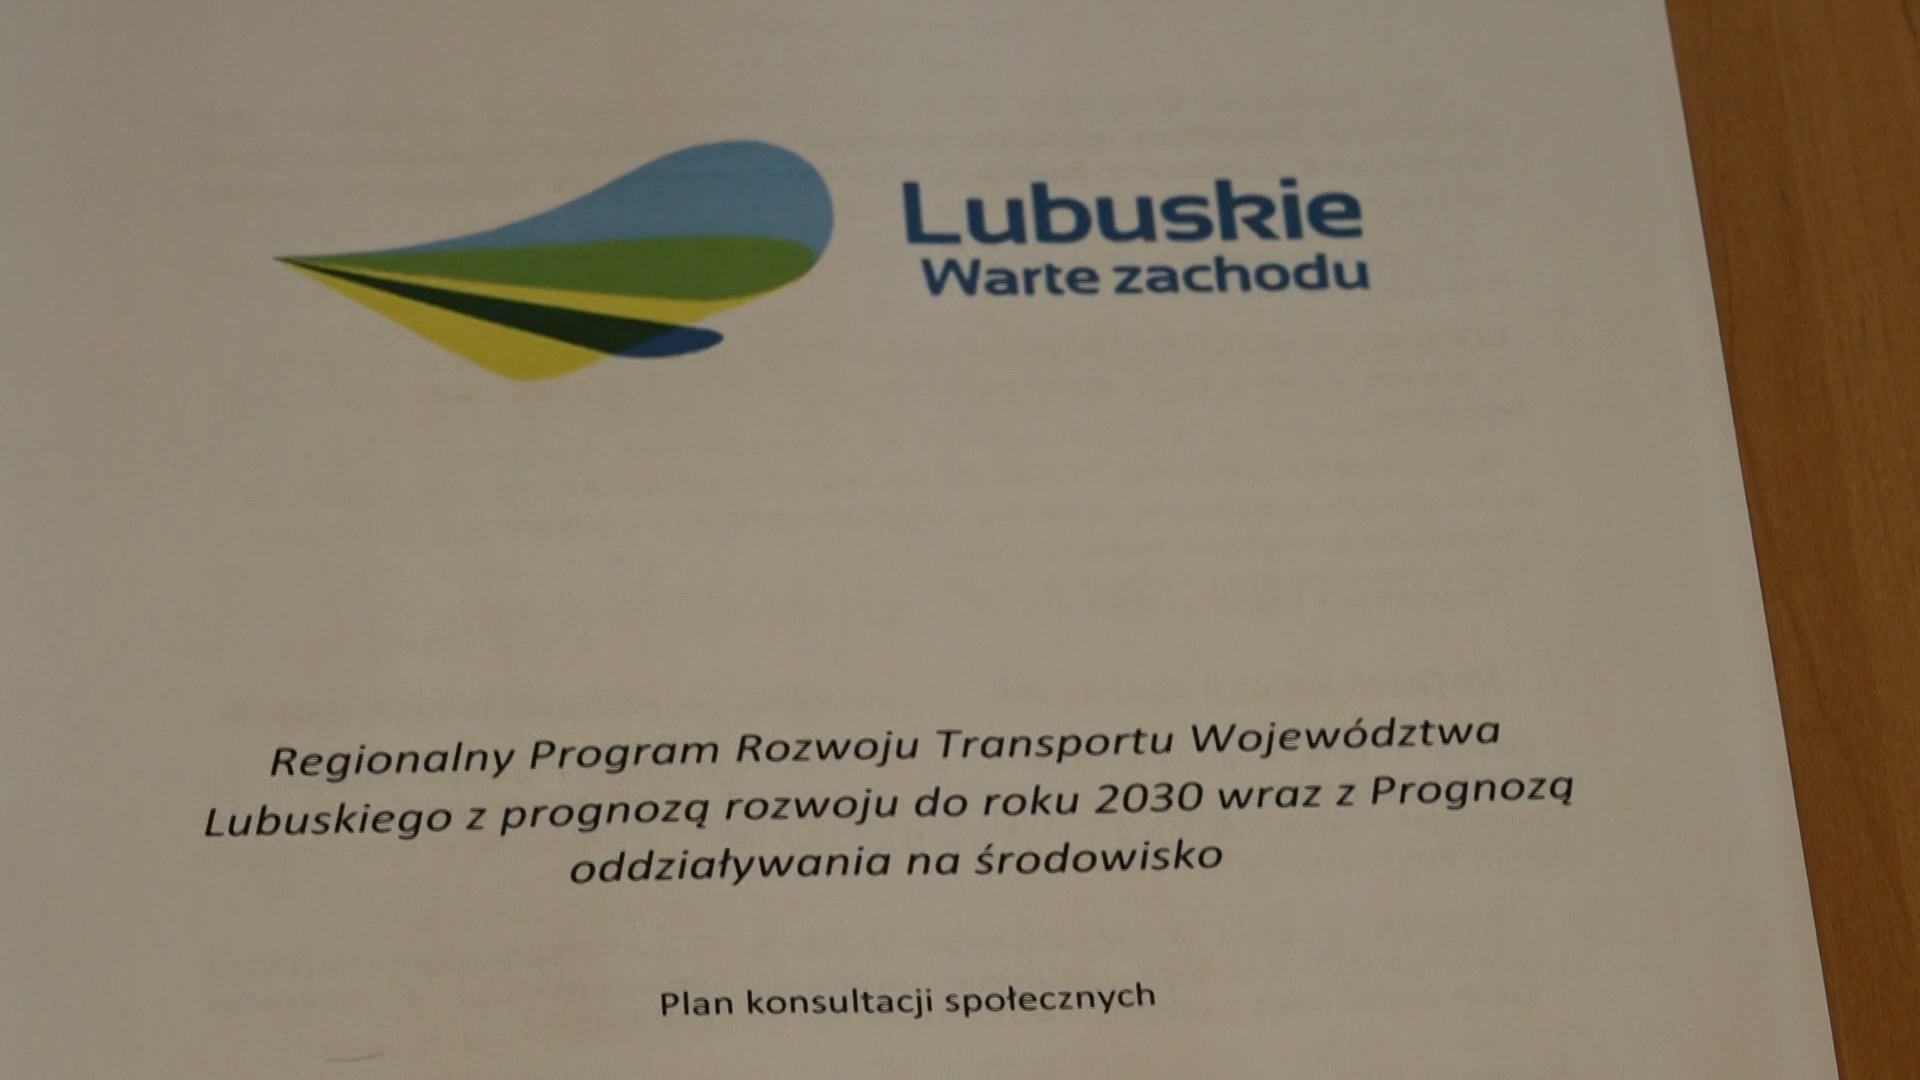 Lubuskie
Warte zachodu
Regionalny Program Rozwoju Transportu Województwa
Lubuskiego z prognozą rozwoju do roku 2030 wraz z Prognozą
oddziaływania na środowisko
Plan konsultacji społecznych